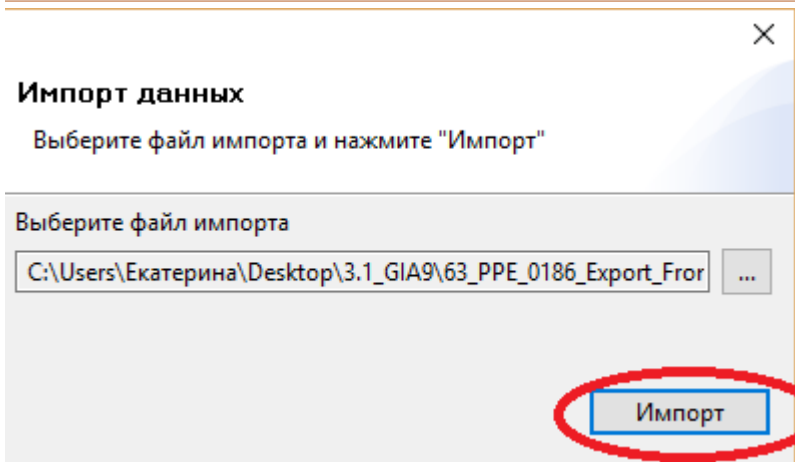 Импорт данных
Выберите файл импорта и нажмите "Импорт"
Выберите файл импорта
C:\Users\Екатерина\Desktop\3.1_GIA9\63_PPE_0186_Export_Fror
...
Импорт